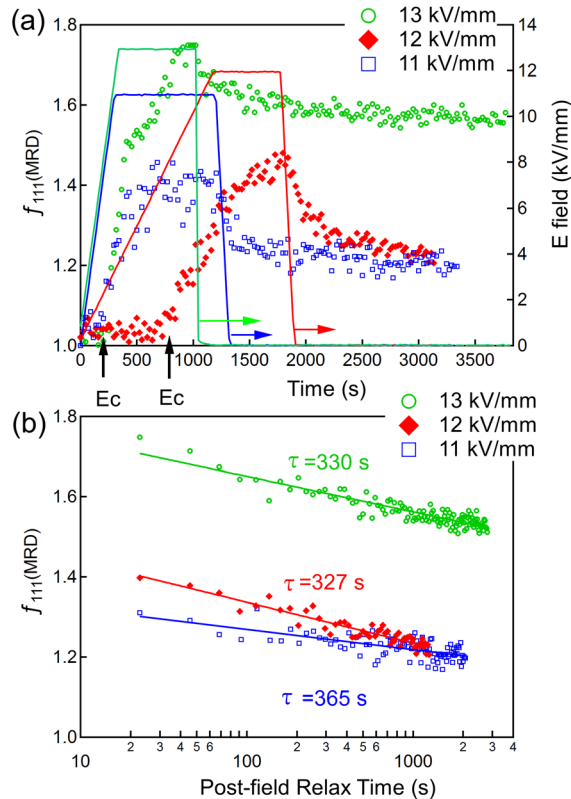 (a)
13 kV/mm
12 kV/mm
11 kV/mm
1.8
1.6
1.4
1.2
1.0
f111(MRD)
14
12
10
8
6
4
2
0
E field (kV/mm)
0 500 1000 1500 2000 2500 3000 3500
Time (s)
Ec
Ec
(b)
13 kV/mm
12 kV/mm
11 kV/mm
1.8
1.6
1.4
1.2
1.0
f111(MRD)
τ=330 s
τ=327 s
τ=365 s
10 2 3 4 5 6 100 2 3 4 5 6 1000 2 3 4
Post-field Relax Time (s)